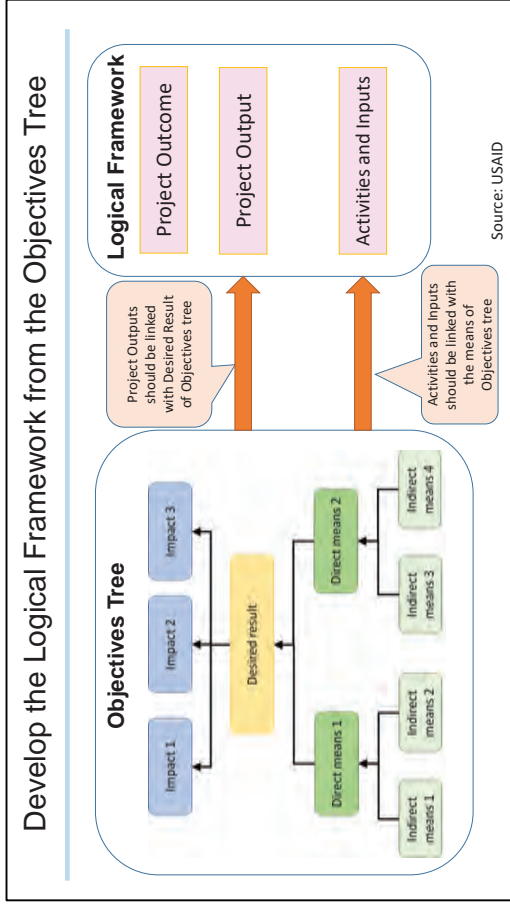 Develop the Logical Framework from the Objectives Tree
Objectives Tree
Impact 1
Impact 2
Impact 3
Desired result
Direct means 1
Direct means 2
Indirect
means 1
Indirect
means 2
Indirect
means 3
Indirect
means 4
Project Outputs
should be linked
with Desired Result
of Objectives tree
Activities and Inputs
should be linked with
the means of
Objectives tree
Logical Framework
Project Outcome
Project Output
Activities and Inputs
Source: USAID